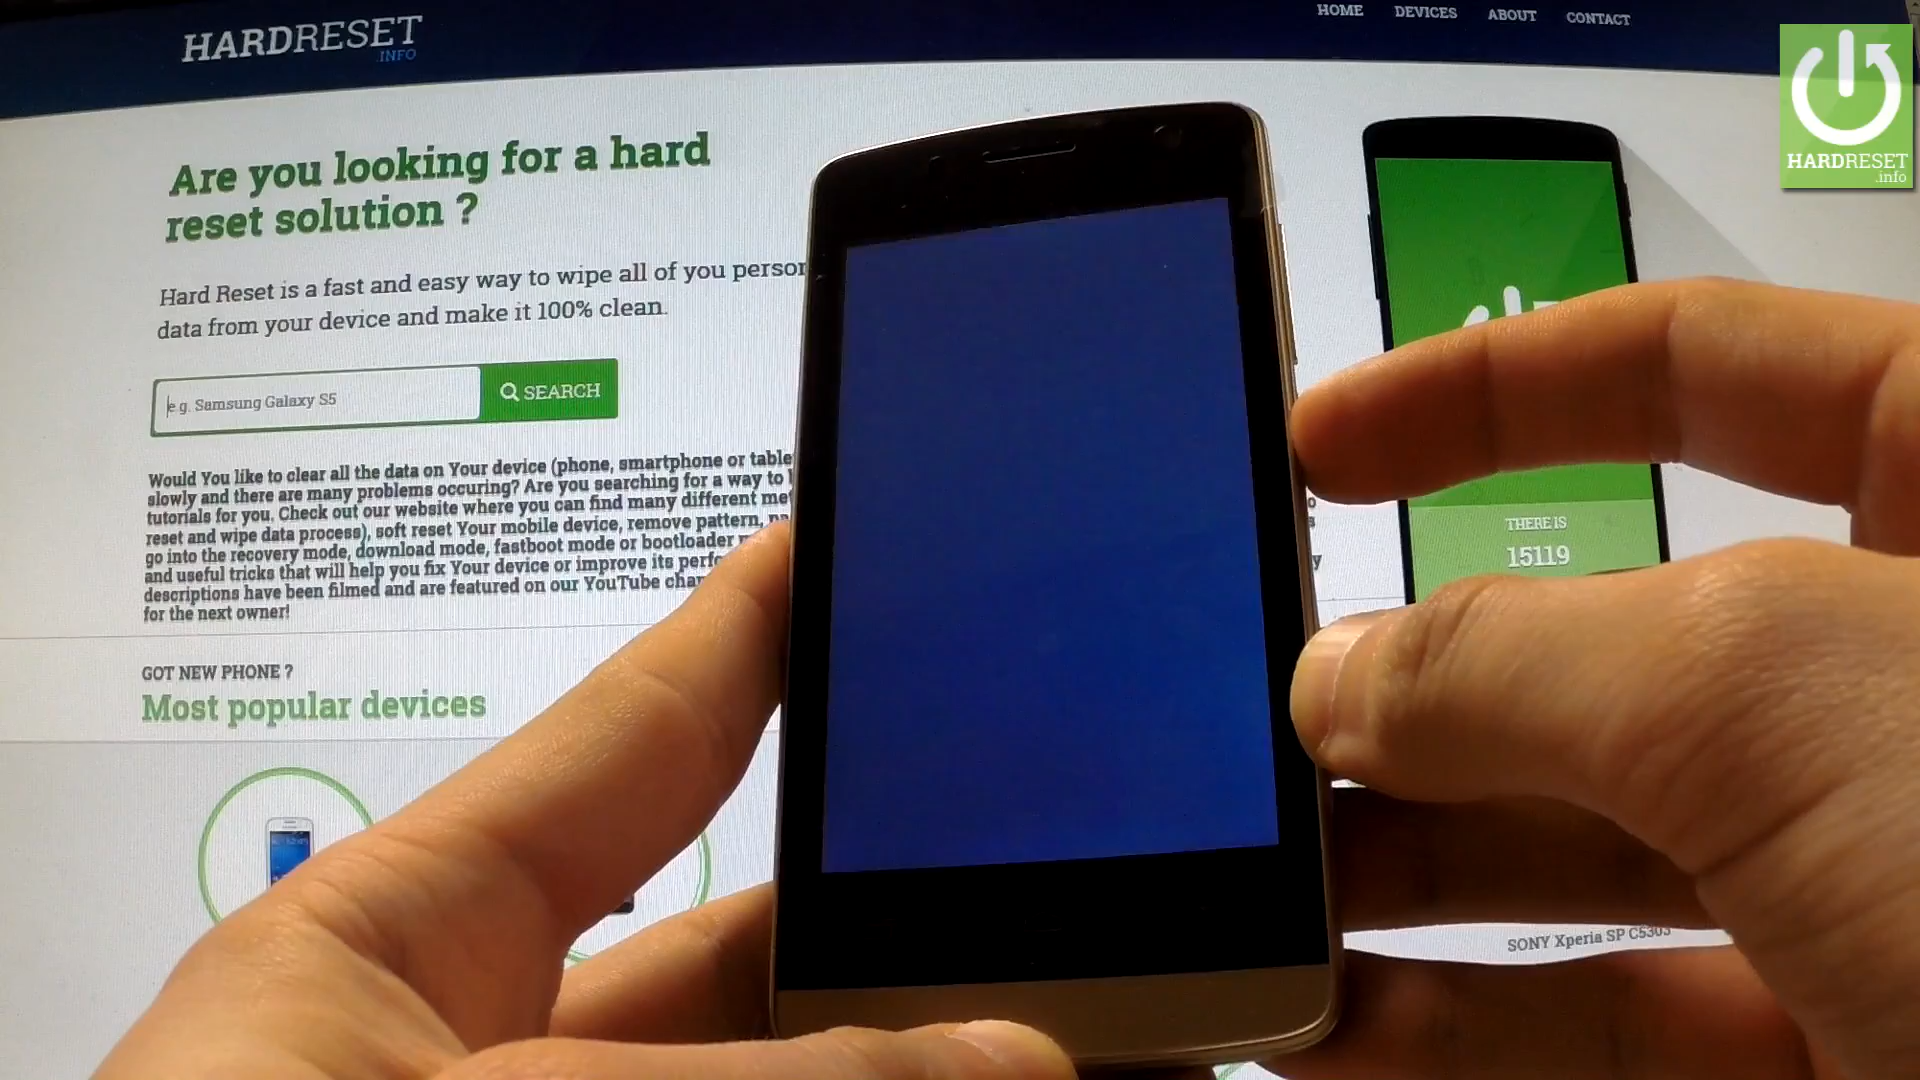 HARDRESET
.INFO
HOME DEVICES ABOUT CONTACT
HARDRESET
.info
Are you looking for a hard
reset solution ?
Hard Reset is a fast and easy way to wipe all of you
data from your device and make it 100% clean.
e.g. Samsung Galaxy S5
SEARCH
Would You like to clear all the data on Your device (phone, smartphone or
slowly and there are many problems occuring? Are you searching for a way to
tutorials for you. Check out our website where you can find many different
reset and wipe data process), soft reset Your mobile device, remove pattern,
go into the recovery mode, download mode, fastboot mode or bootloader
and useful tricks that will help you fix Your device or improve its
descriptions have been filmed and are featured on our YouTube
for the next owner!
THERE IS
15119
GOT NEW PHONE ?
Most popular devices
SONY Xperia SP C5303